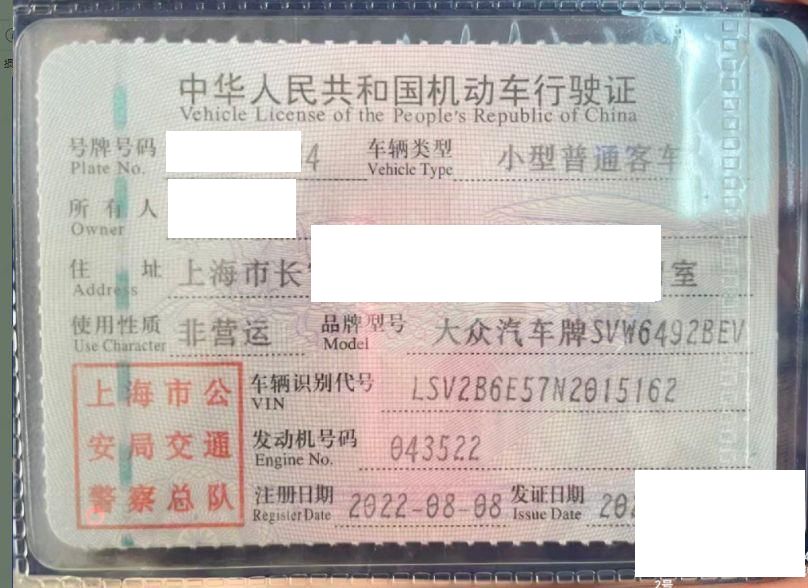 中华人民共和国机动车行驶证
Vehicle License of the People's Republic of China
号牌号码 4 车辆类型 小型普通客车
Plate No. Vehicle Type
所有人
Owner
住址 上海市长 室
Address
使用性质 非营运 品牌型号 大众汽车牌SVW6492BEV
Use Character Model
车辆识别代号 LSV2B6E57N2015162
VIN
发动机号码 043522
Engine No.
注册日期 2022-08-08 发证日期 202
Register Date Issue Date
上海市公
安局交通
警察总队
2号